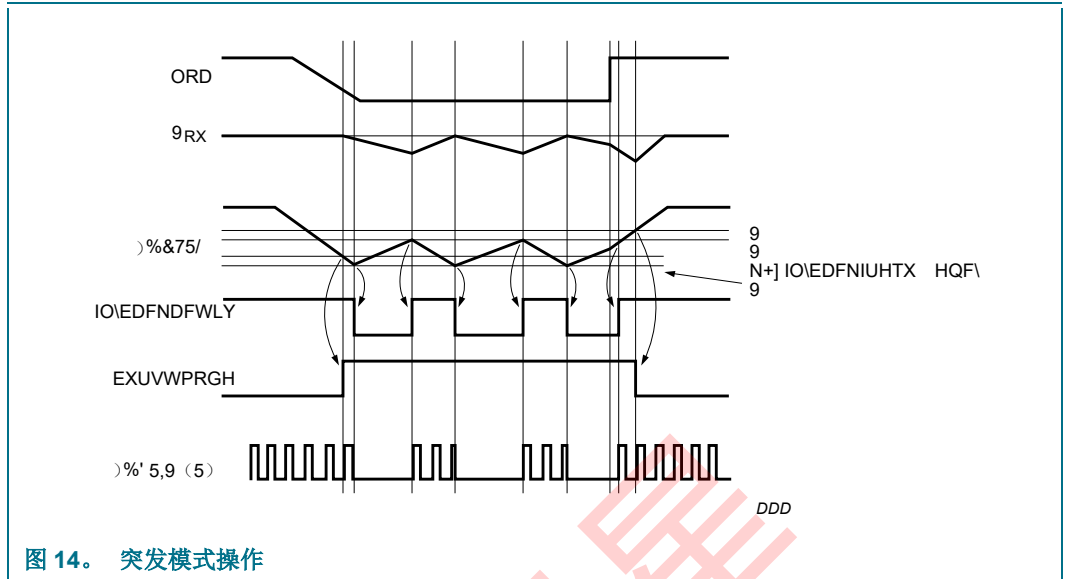 ORD
9RX
)%&75/
9
9
N+] IO\EDFNIUHTX HQF\
9
IO\EDFNDFWLY
EXUVWPRGH
)%' 5,9（5）
DDD
图 14。 突发模式操作